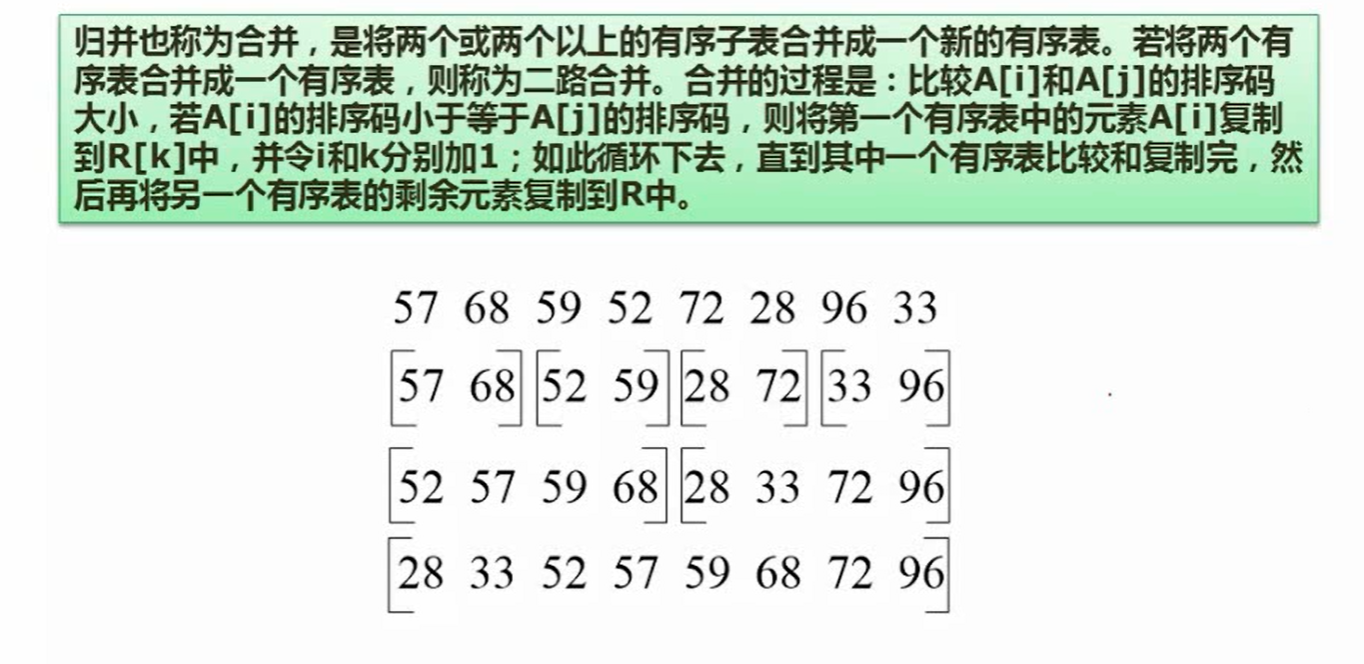 归并也称为合并，是将两个或两个以上的有序子表合并成一个新的有序表。若将两个有
序表合并成一个有序表，则称为二路合并。合并的过程是：比较A[i]和A[j]的排序码
大小，若A[i]的排序码小于等于A[j]的排序码，则将第一个有序表中的元素A[i]复制
到R[k]中，并令i和k分别加1；如此循环下去，直到其中一个有序表比较和复制完，然
后再将另一个有序表的剩余元素复制到R中。
57 68 59 52 72 28 96 33
[57 68] [52 59] [28 72] [33 96]
[52 57 59 68] [28 33 72 96]
[28 33 52 57 59 68 72 96]